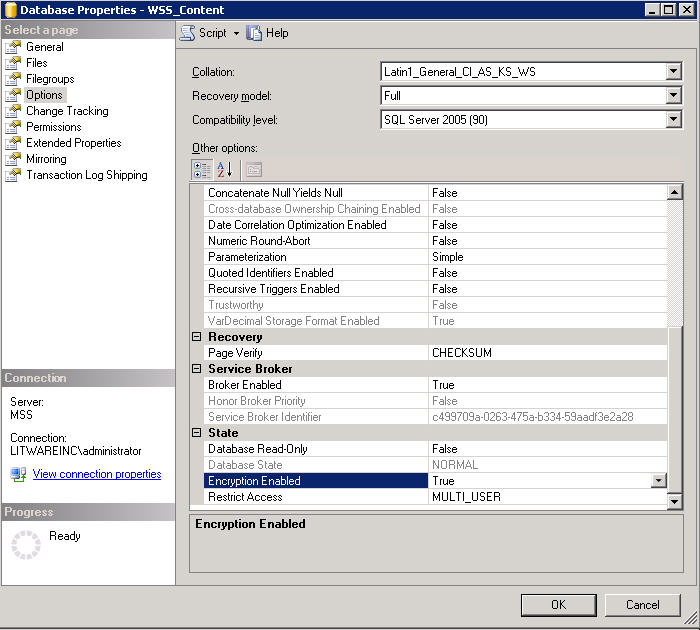 Database Properties - WSS_Content
Select a page
General
Files
Filegroups
Options
Change Tracking
Permissions
Extended Properties
Mirroring
Transaction Log Shipping
Connection
Server:
MSS
Connection:
LITWAREINC\administrator
View connection properties
Progress
Ready
Script Help
Collation: Latin1_General_CI_AS_KS_WS
Recovery model: Full
Compatibility level: SQL Server 2005 (90)
Other options:
Concatenate Null Yields Null False
Cross-database Ownership Chaining Enabled False
Date Correlation Optimization Enabled False
Numeric Round-Abort False
Parameterization Simple
Quoted Identifiers Enabled False
Recursive Triggers Enabled False
Trustworthy False
VarDecimal Storage Format Enabled True
Recovery
Page Verify CHECKSUM
Service Broker
Broker Enabled True
Honor Broker Priority False
Service Broker Identifier c499709a-0263-475a-b334-59aadf3e2a28
State
Database Read-Only False
Database State NORMAL
Encryption Enabled True
Restrict Access MULTI_USER
Encryption Enabled
OK Cancel